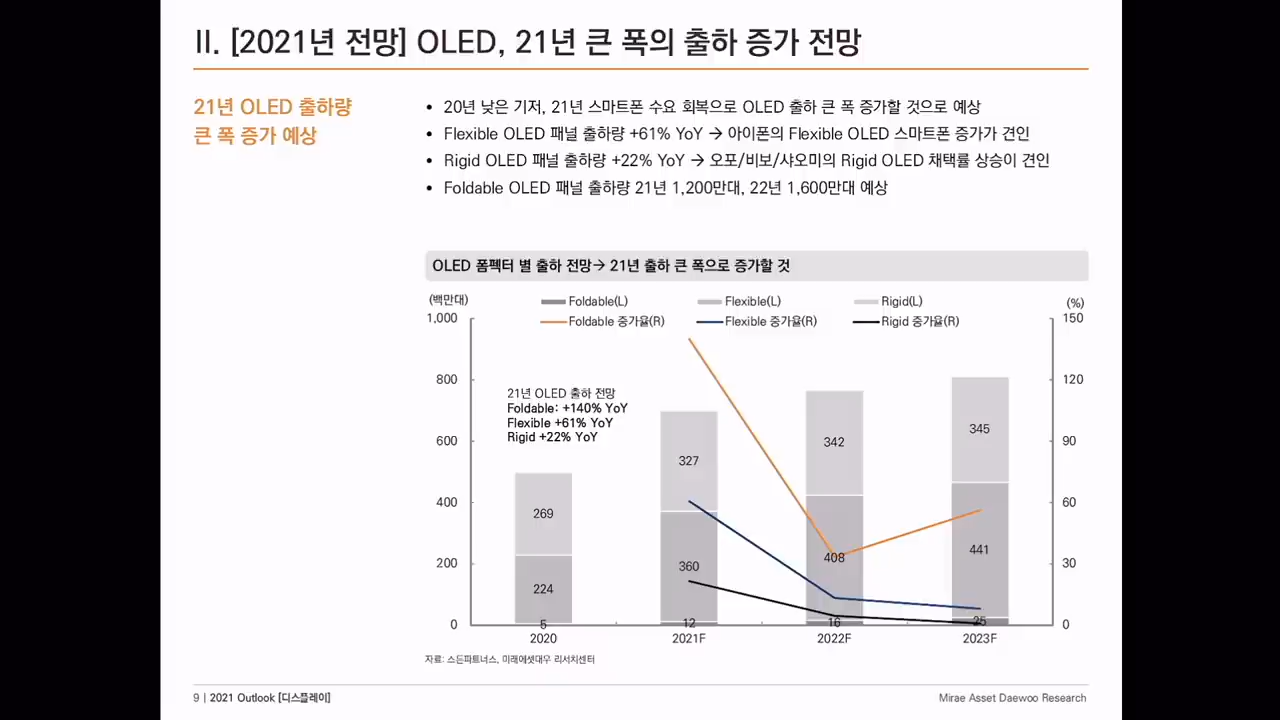 II. [2021년 전망] OLED, 21년 큰 폭의 출하 증가 전망
21년 OLED 출하량
큰 폭 증가 예상
• 20년 낮은 기저, 21년 스마트폰 수요 회복으로 OLED 출하 큰 폭 증가할 것으로 예상
• Flexible OLED 패널 출하량 +61% YoY → 아이폰의 Flexible OLED 스마트폰 증가가 견인
• Rigid OLED 패널 출하량 +22% YoY → 오포/비보/샤오미의 Rigid OLED 채택률 상승이 견인
• Foldable OLED 패널 출하량 21년 1,200만대, 22년 1,600만대 예상
OLED 폼펙터 별 출하 전망→ 21년 출하 큰 폭으로 증가할 것
(백만대)
(%)
Foldable(L) Flexible(L) Rigid(L)
Foldable 증가율(R) Flexible 증가율(R) Rigid 증가율(R)
1,000
800
600
400
200
0
150
120
90
60
30
0
21년 OLED 출하 전망
Foldable: +140% YoY
Flexible +61% YoY
Rigid +22% YoY
269
224
5
327
360
12
342
408
16
345
441
25
2020 2021F 2022F 2023F
자료: 스톤파트너스, 미래에셋대우 리서치센터
9 | 2021 Outlook [디스플레이]
Mirae Asset Daewoo Research